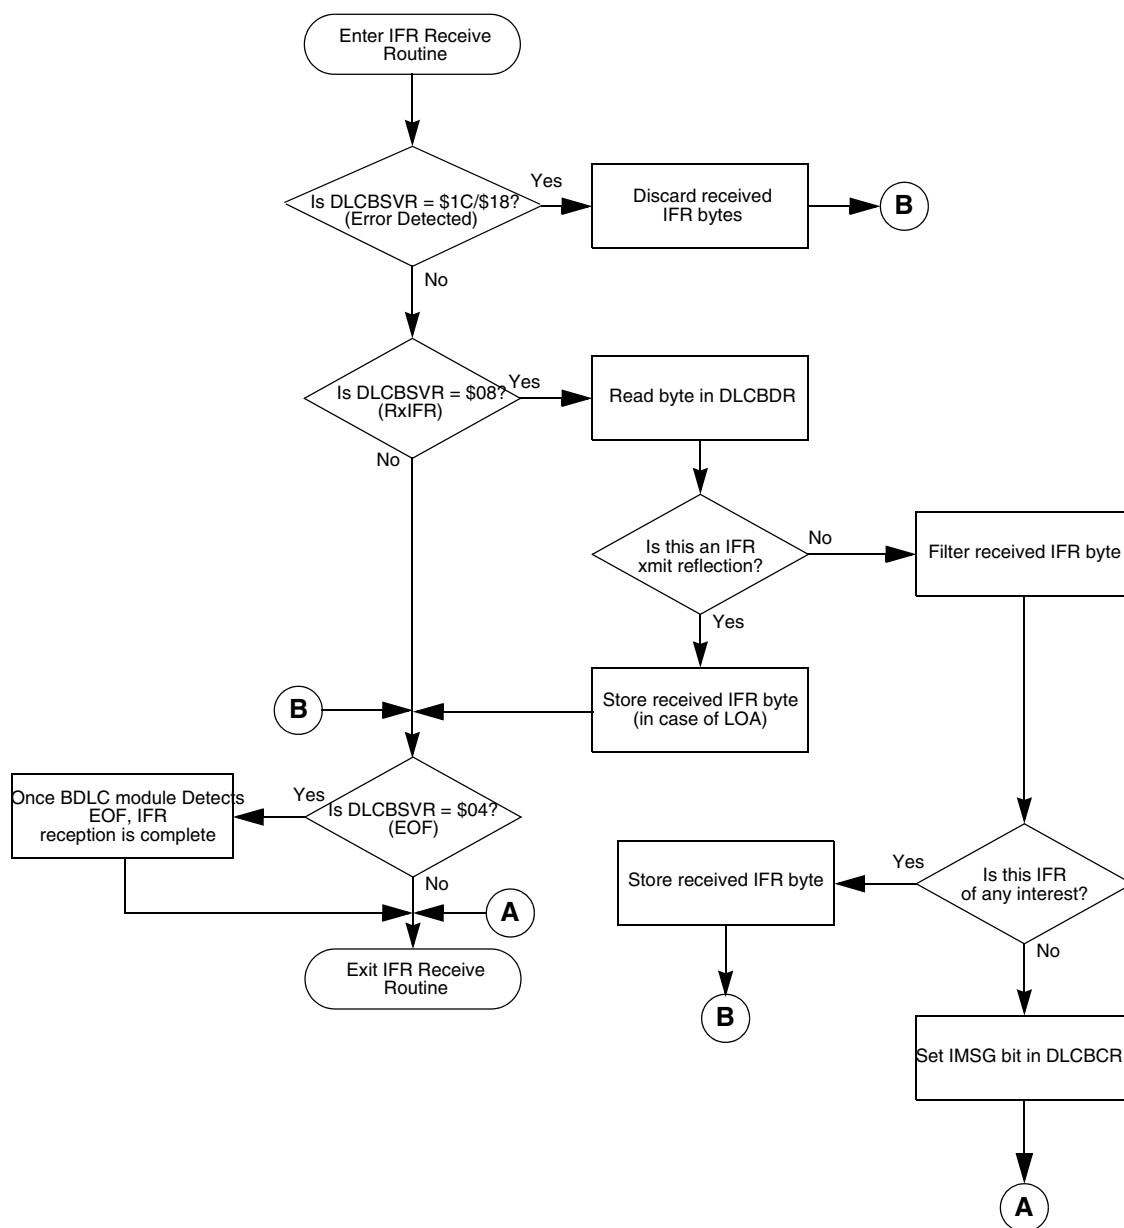 Enter IFR Receive
Routine
Yes
Is DLCBSVR = $1C/$18?
(Error Detected)
Discard received
IFR bytes
B
No
Is DLCBSVR = $08?
(RxIFR)
Yes
Read byte in DLCBDR
No
Is this an IFR
xmit reflection?
No
Filter received IFR byte
Yes
B
Store received IFR byte
(in case of LOA)
Once BDLC module Detects
EOF, IFR
reception is complete
Yes
Is DLCBSVR = $04?
(EOF)
No
A
Exit IFR Receive
Routine
Store received IFR byte
Yes
Is this IFR
of any interest?
No
B
Set IMSG bit in DLCBCR
A